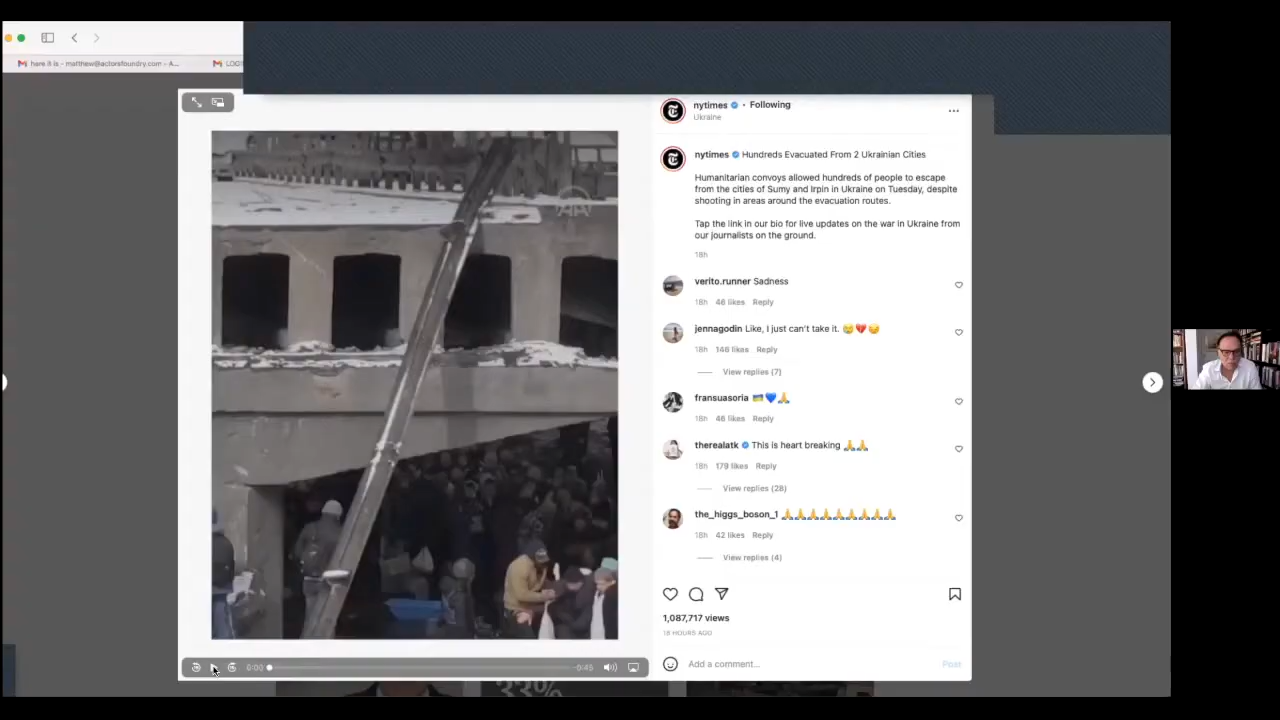 here it is - matthew@actorsfoundry.com - A...
LOGI
nytimes • Following
Ukraine
nytimes Hundreds Evacuated From 2 Ukrainian Cities
Humanitarian convoys allowed hundreds of people to escape
from the cities of Sumy and Irpin in Ukraine on Tuesday, despite
shooting in areas around the evacuation routes.
Tap the link in our bio for live updates on the war in Ukraine from
our journalists on the ground.
18h
verito.runner Sadness
18h 46 likes Reply
jennagodin Like, I just can't take it. 😢💔😔
18h 146 likes Reply
View replies (7)
fransuasoria 🇺🇦💙🙏
18h 46 likes Reply
therealatk This is heart breaking 🙏🙏
18h 179 likes Reply
View replies (28)
the_higgs_boson_1 🙏🙏🙏🙏🙏🙏🙏🙏🙏
18h 42 likes Reply
View replies (4)
1,087,717 views
18 HOURS AGO
Add a comment... Post
AA
0:00 -0:45
33%